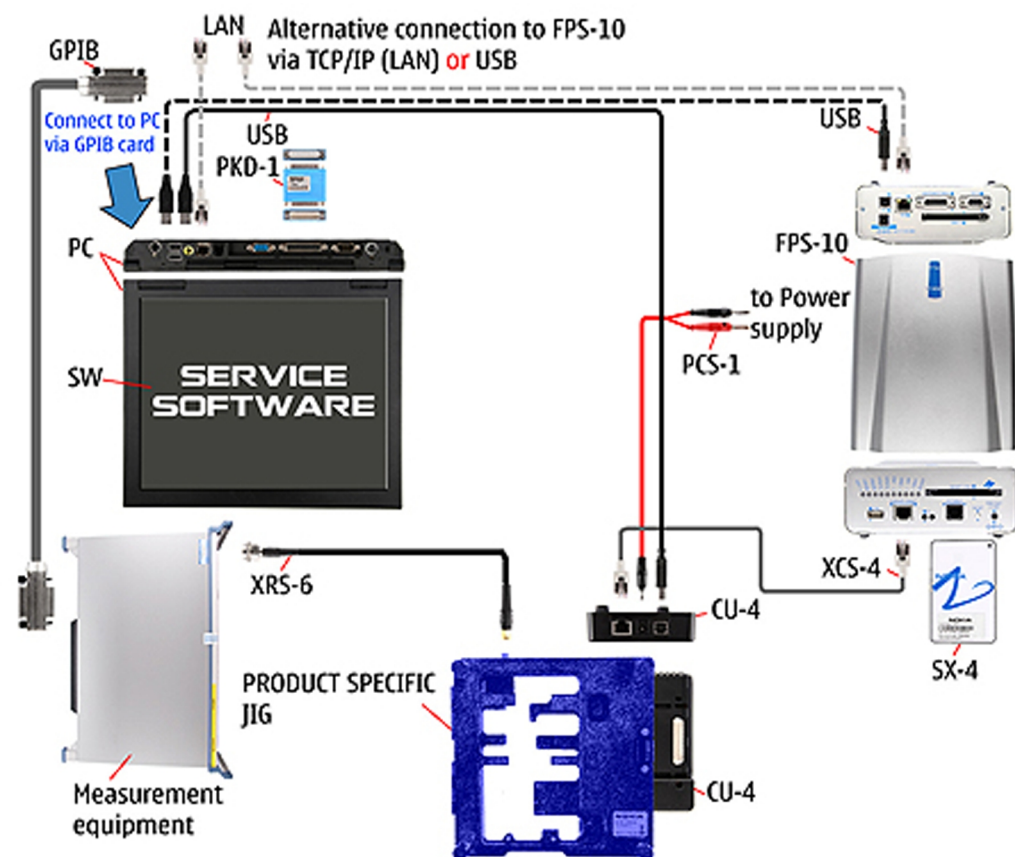 LAN
Alternative connection to FPS-10
via TCP/IP (LAN) or USB
GPIB
Connect to PC
via GPIB card
USB
PKD-1
USB
PC
FPS-10
to Power
supply
PCS-1
SW
SERVICE
SOFTWARE
XRS-6
XCS-4
CU-4
SX-4
PRODUCT SPECIFIC
JIG
CU-4
Measurement
equipment
NOKIA